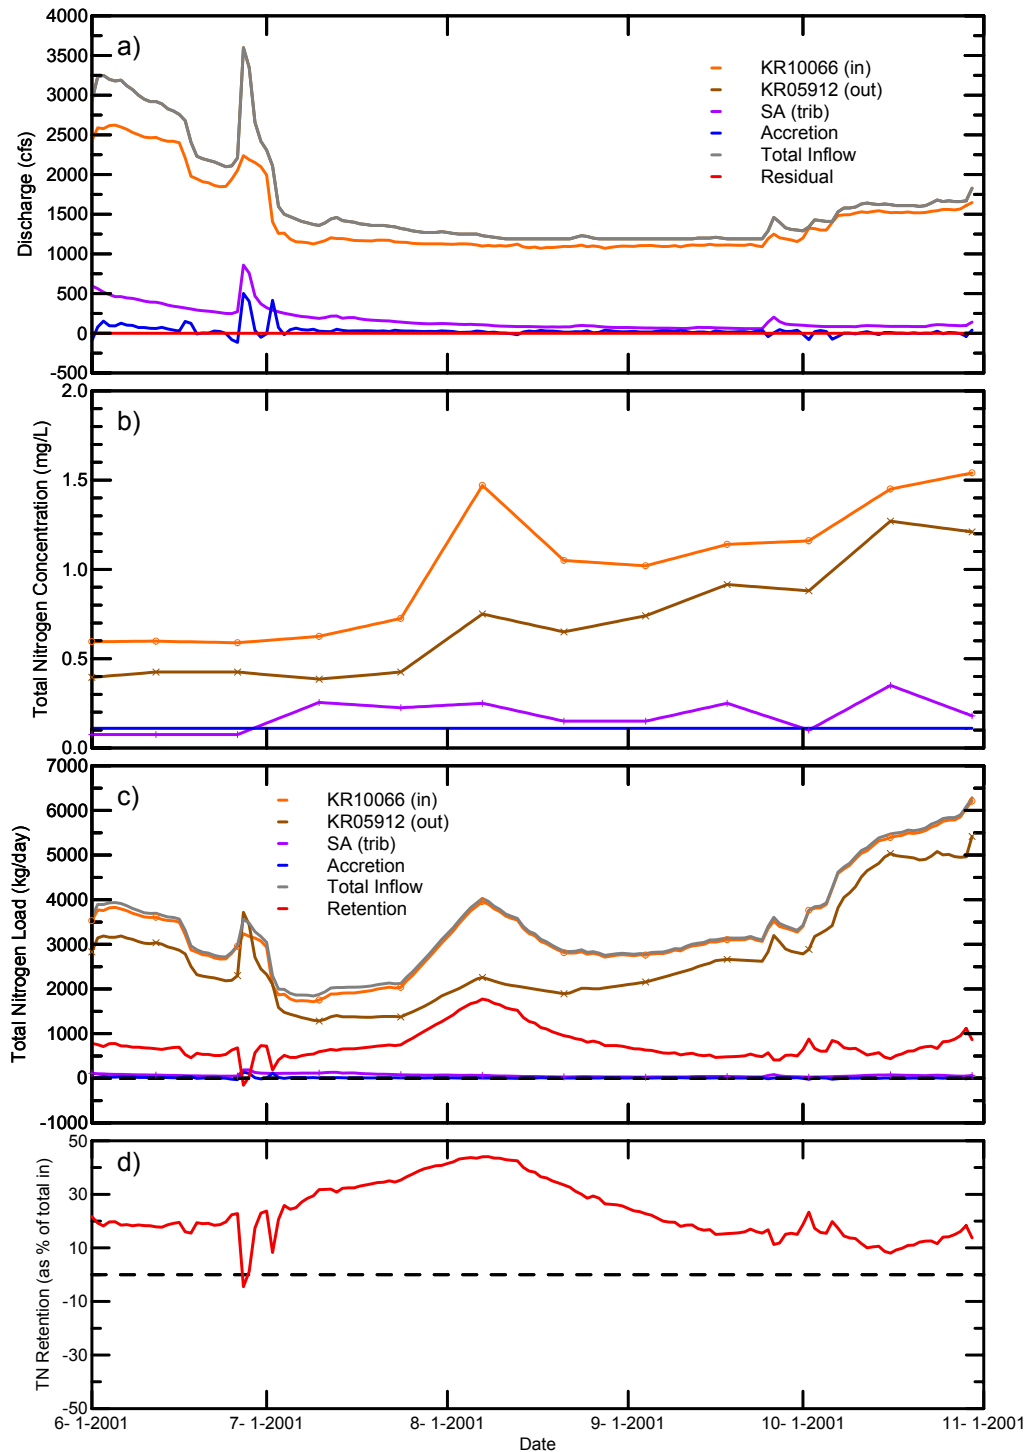 4000
3500
3000
2500
2000
1500
1000
500
0
-500
Discharge (cfs)
a)
KR10066 (in)
KR05912 (out)
SA (trib)
Accretion
Total Inflow
Residual
2.0
1.5
1.0
0.5
0.0
Total Nitrogen Concentration (mg/L)
b)
7000
6000
5000
4000
3000
2000
1000
0
-1000
Total Nitrogen Load (kg/day)
c)
KR10066 (in)
KR05912 (out)
SA (trib)
Accretion
Total Inflow
Retention
50
30
10
-10
-30
-50
TN Retention (as % of total in)
d)
6- 1-2001 7- 1-2001 8- 1-2001 9- 1-2001 10- 1-2001 11- 1-2001
Date